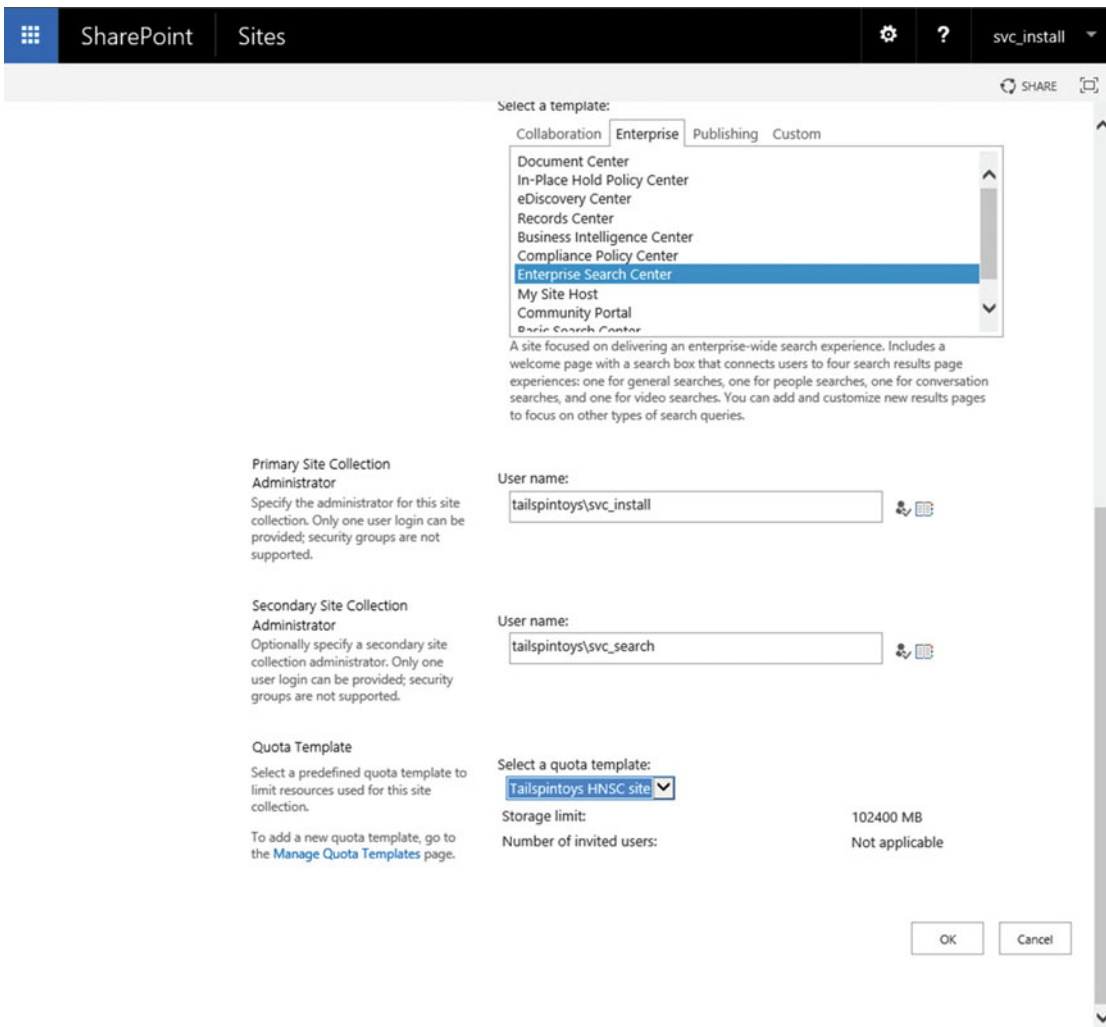 SharePoint Sites ? svc_install
SHARE
Select a template:
Collaboration Enterprise Publishing Custom
Document Center
In-Place Hold Policy Center
eDiscovery Center
Records Center
Business Intelligence Center
Compliance Policy Center
Enterprise Search Center
My Site Host
Community Portal
Basic Search Center
A site focused on delivering an enterprise-wide search experience. Includes a
welcome page with a search box that connects users to four search results page
experiences: one for general searches, one for people searches, one for conversation
searches, and one for video searches. You can add and customize new results pages
to focus on other types of search queries.
Primary Site Collection
Administrator
Specify the administrator for this site
collection. Only one user login can be
provided; security groups are not
supported.
User name:
tailspintoys\svc_install
Secondary Site Collection
Administrator
Optionally specify a secondary site
collection administrator. Only one
user login can be provided; security
groups are not supported.
User name:
tailspintoys\svc_search
Quota Template
Select a predefined quota template to
limit resources used for this site
collection.
To add a new quota template, go to
the Manage Quota Templates page.
Select a quota template:
Tailspintoys HNSC site
Storage limit: 102400 MB
Number of invited users: Not applicable
OK Cancel